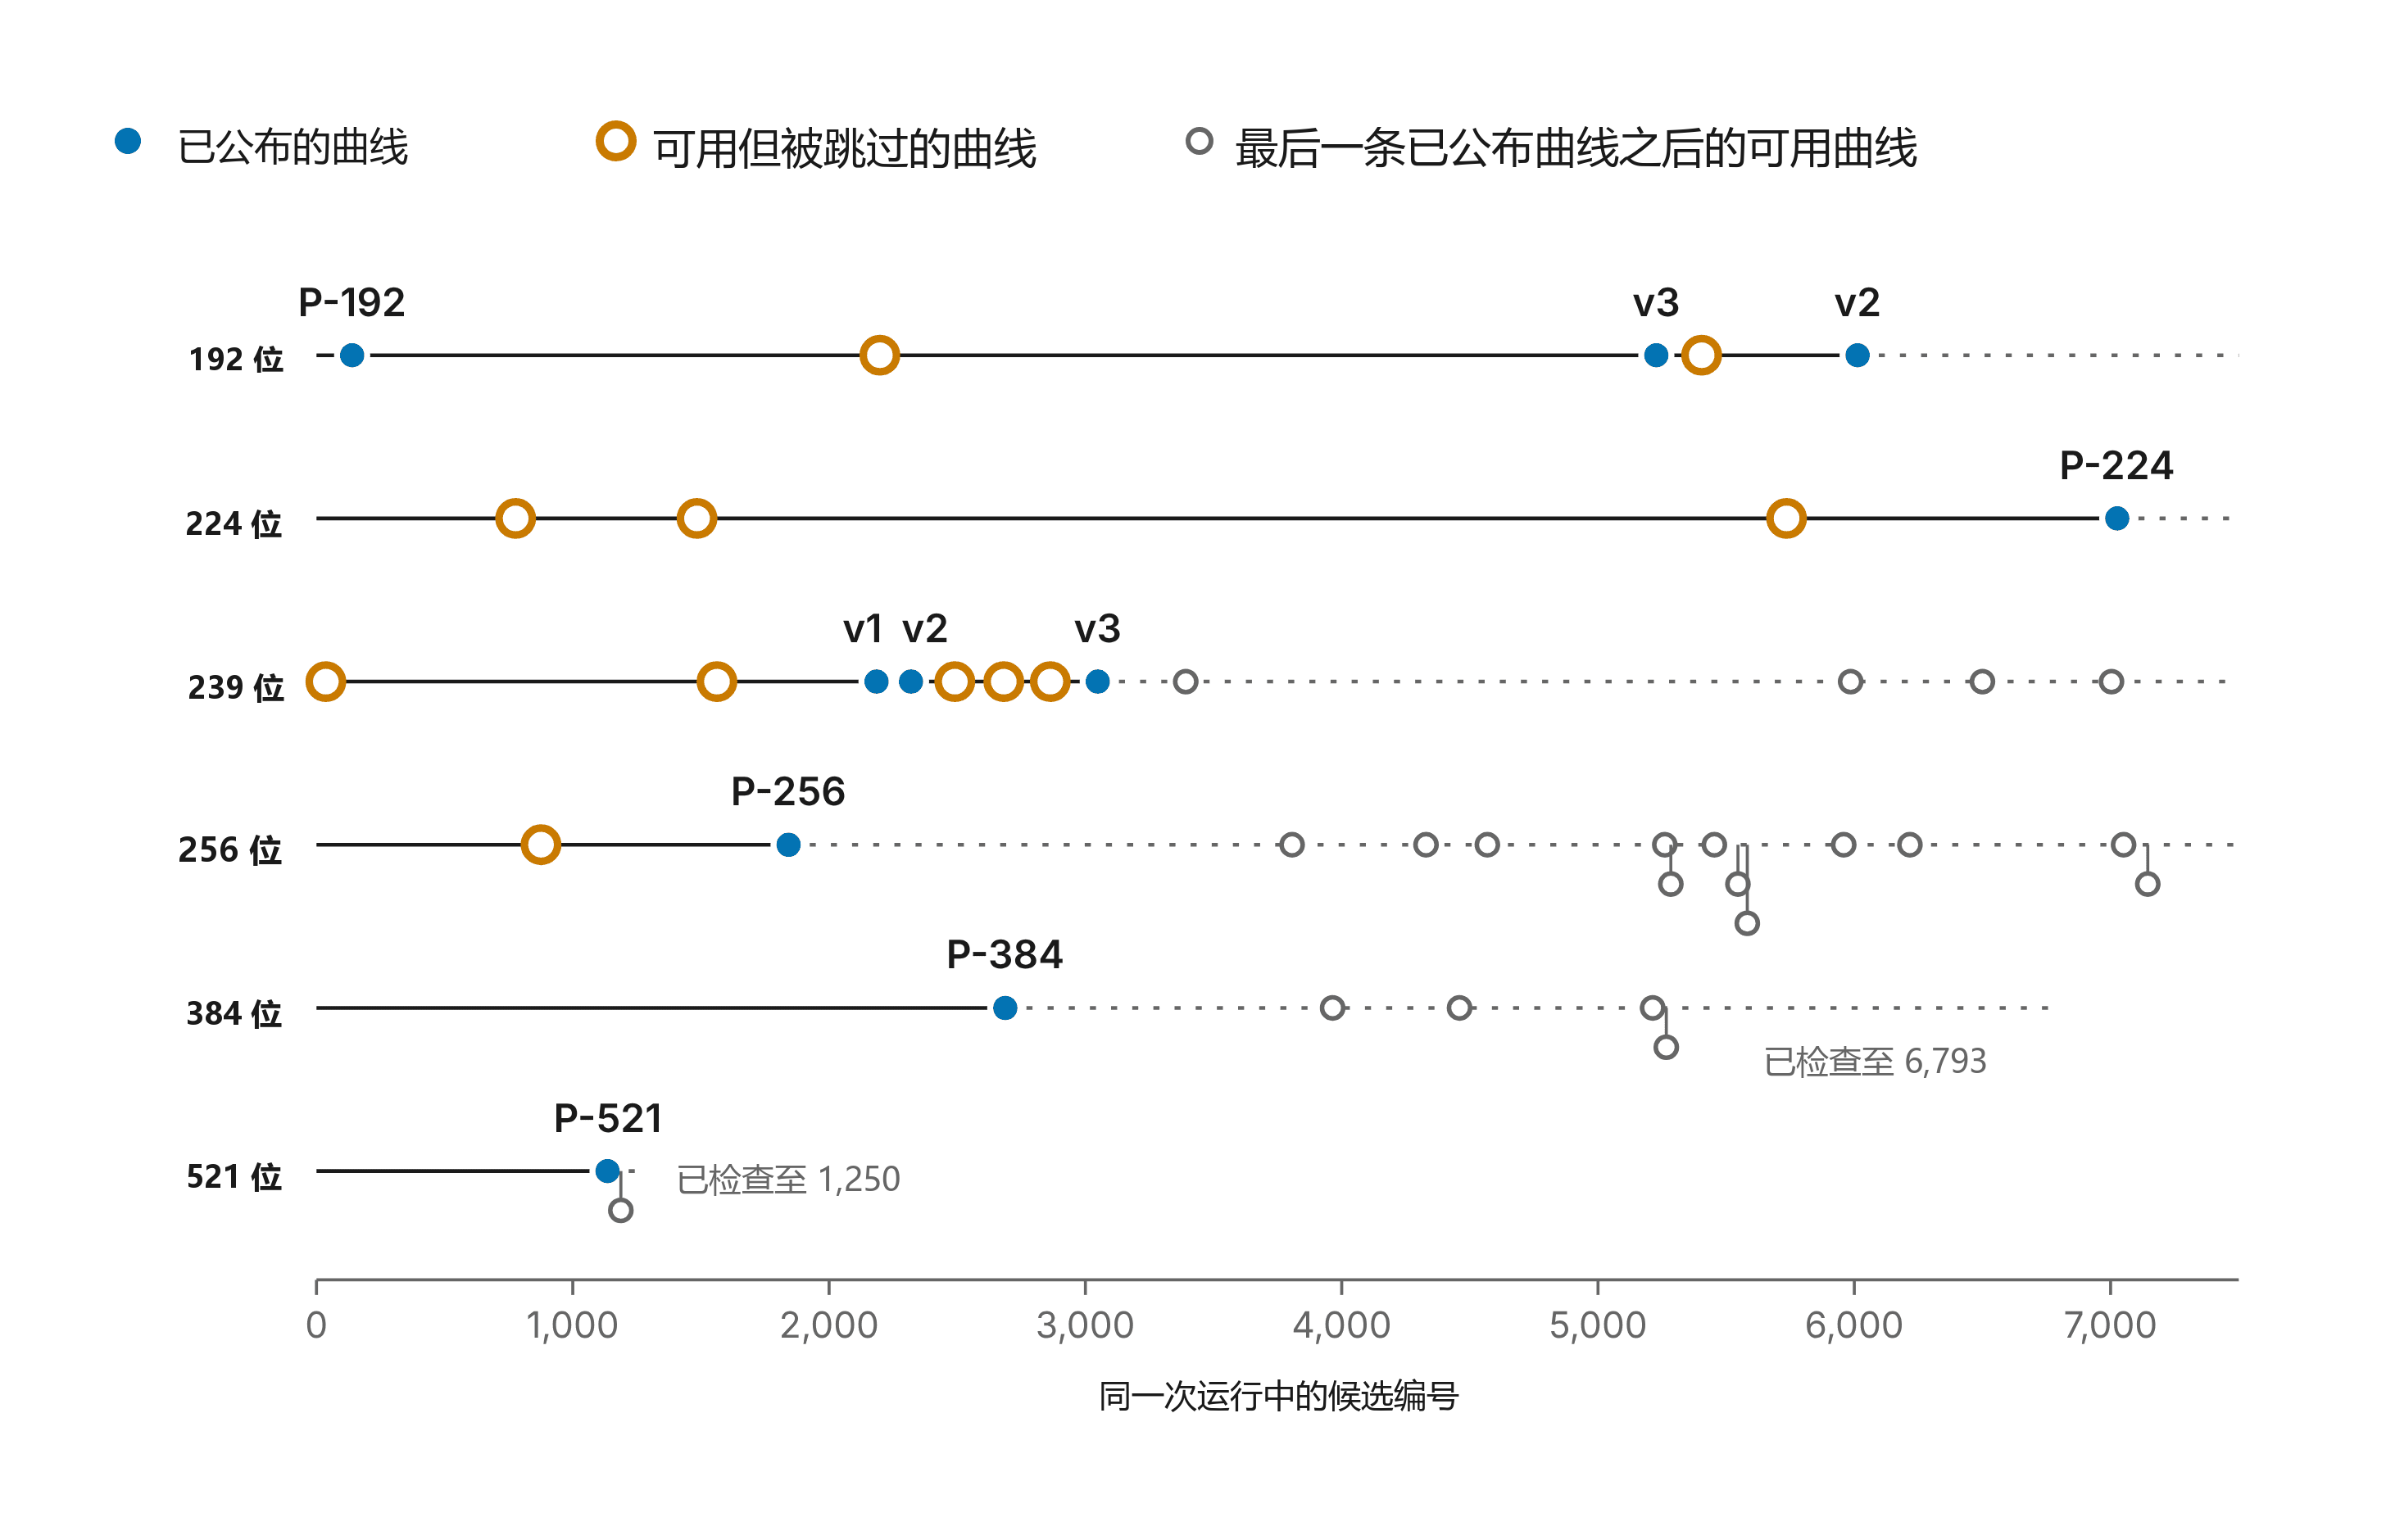 已公布的曲线
可用但被跳过的曲线
最后一条已公布曲线之后的可用曲线
P-192
v3
v2
192 位
P-224
224 位
v1
v2
v3
239 位
P-256
256 位
P-384
384 位
已检查至 6,793
P-521
521 位
已检查至 1,250
0
1,000
2,000
3,000
4,000
5,000
6,000
7,000
同一次运行中的候选编号